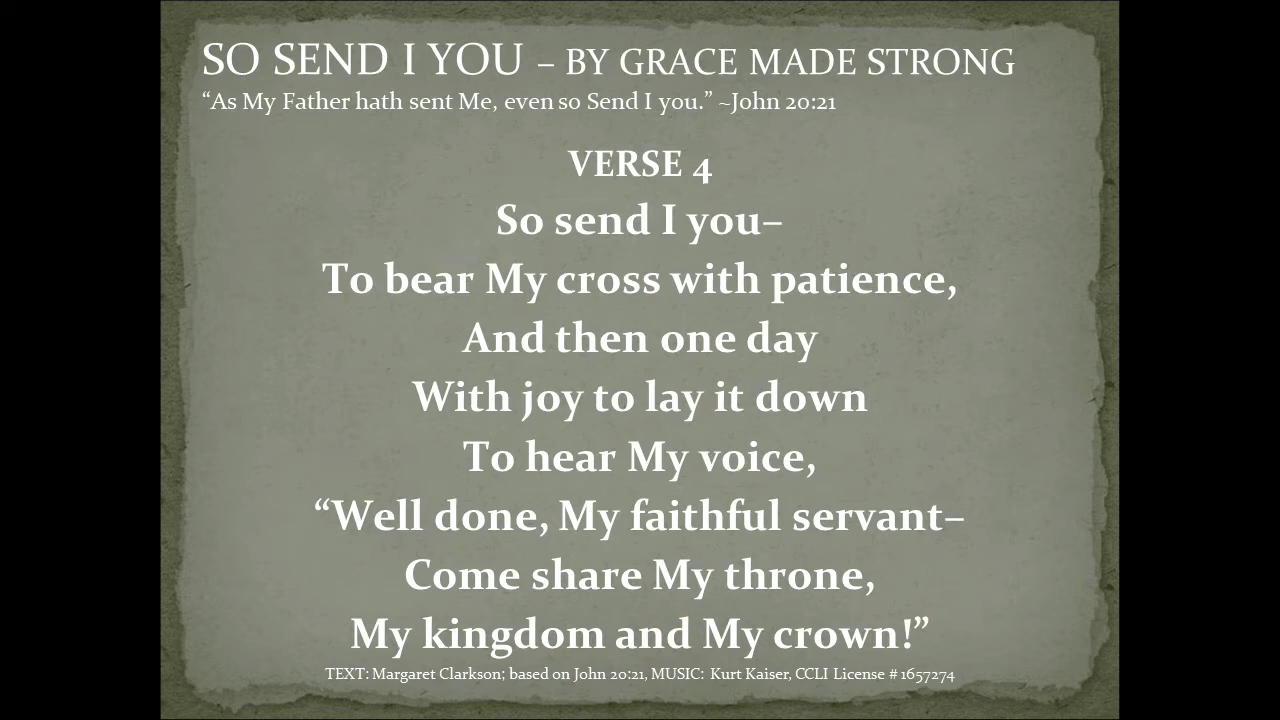 SO SEND I YOU – BY GRACE MADE STRONG
“As My Father hath sent Me, even so Send I you.” ~John 20:21
VERSE 4
So send I you–
To bear My cross with patience,
And then one day
With joy to lay it down
To hear My voice,
“Well done, My faithful servant–
Come share My throne,
My kingdom and My crown!”
TEXT: Margaret Clarkson; based on John 20:21, MUSIC: Kurt Kaiser, CCLI License # 1657274